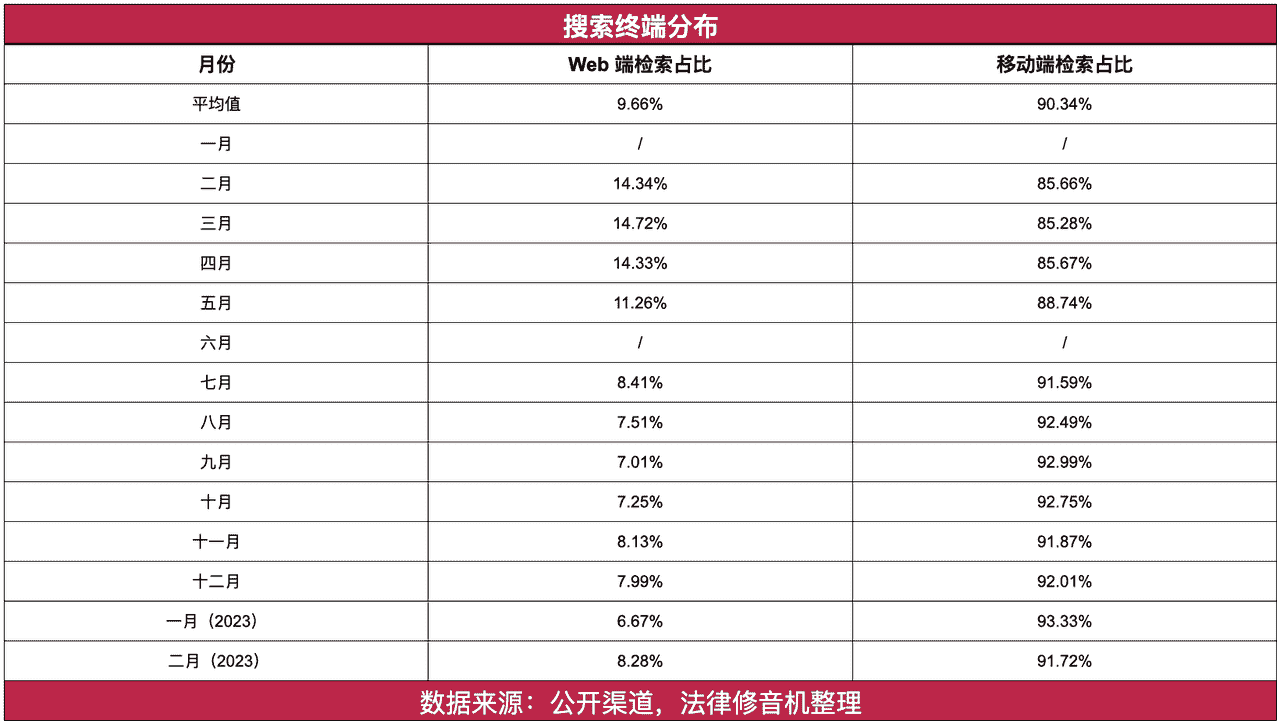 搜索终端分布
月份 Web 端检索占比 移动端检索占比
平均值 9.66% 90.34%
一月 / /
二月 14.34% 85.66%
三月 14.72% 85.28%
四月 14.33% 85.67%
五月 11.26% 88.74%
六月 / /
七月 8.41% 91.59%
八月 7.51% 92.49%
九月 7.01% 92.99%
十月 7.25% 92.75%
十一月 8.13% 91.87%
十二月 7.99% 92.01%
一月（2023） 6.67% 93.33%
二月（2023） 8.28% 91.72%
数据来源：公开渠道，法律修音机整理